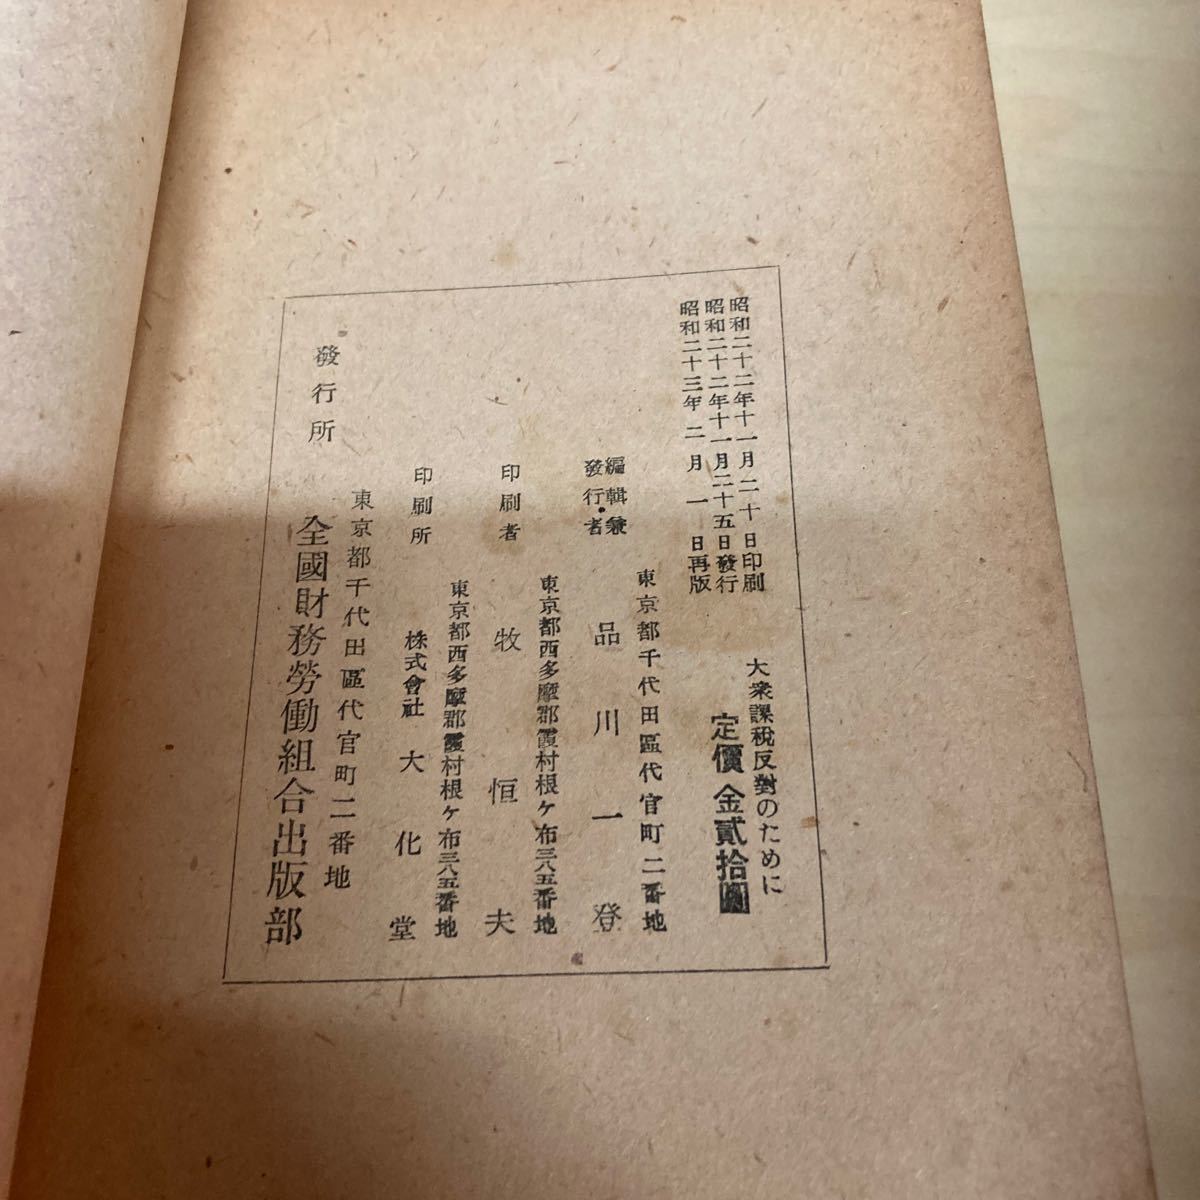 昭和二十二年十一月二十日印刷
昭和二十二年十一月二十五日發行
昭和二十三年二月一日再版
大衆課稅反對のために
定價金貳拾圓
東京都千代田區代官町二番地
編輯兼
發行者
品川一登
東京都西多摩郡霞村根ケ布三八五番地
印刷者
牧恒夫
東京都西多摩郡霞村根ケ布三八五番地
印刷所
株式會社 大化堂
東京都千代田區代官町二番地
發行所
全國財務勞働組合出版部